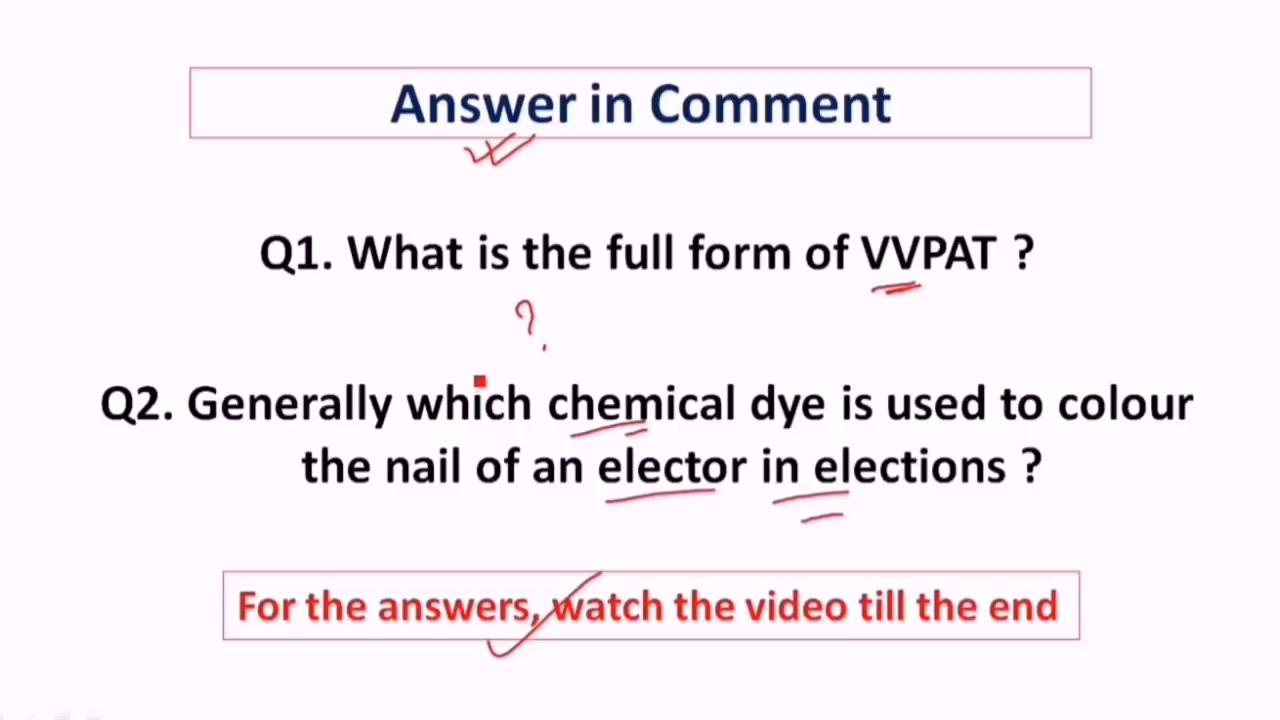 Answer in Comment
Q1. What is the full form of VVPAT ?
?
Q2. Generally which chemical dye is used to colour
the nail of an elector in elections ?
For the answers, watch the video till the end